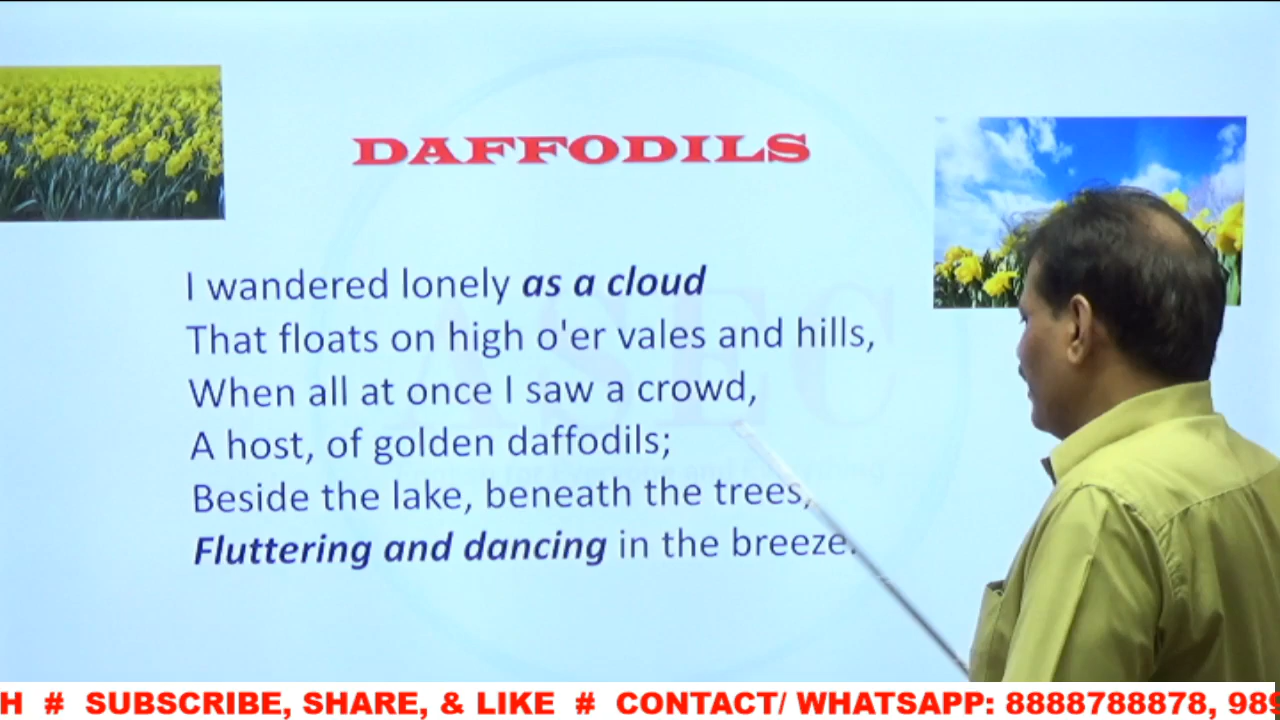 DAFFODILS
I wandered lonely as a cloud
That floats on high o'er vales and hills,
When all at once I saw a crowd,
A host, of golden daffodils;
Beside the lake, beneath the trees,
Fluttering and dancing in the breeze.
ASEC
H # SUBSCRIBE, SHARE, & LIKE # CONTACT/ WHATSAPP: 8888788878, 989